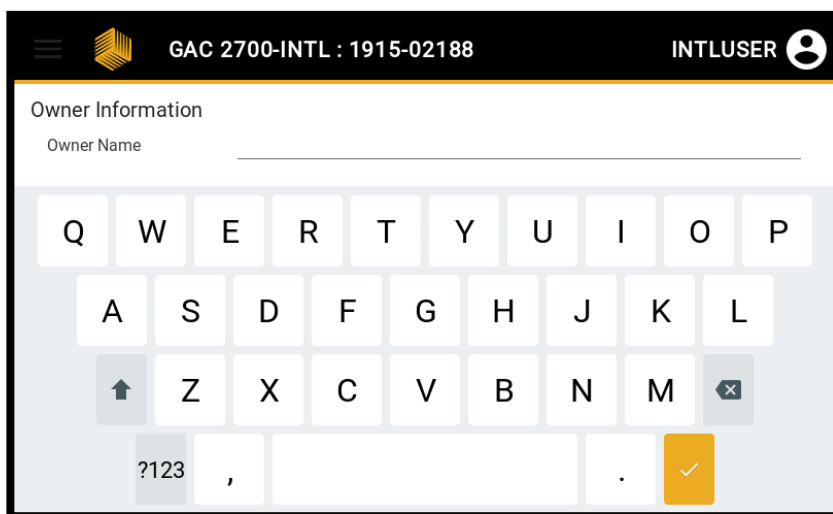 GAC 2700-INTL : 1915-02188 INTLUSER
Owner Information
Owner Name
Q W E R T Y U I O P
A S D F G H J K L
Z X C V B N M
?123 , .